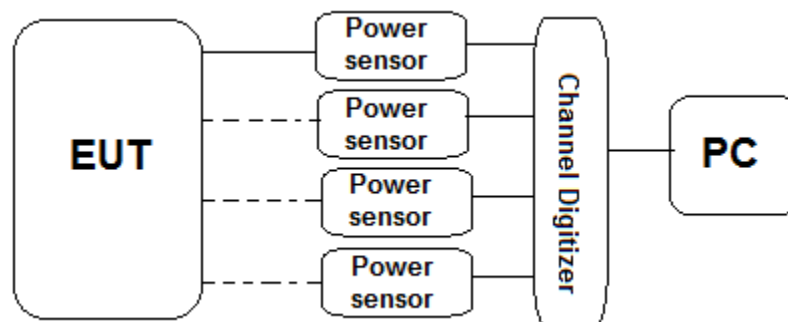 EUT
Power
sensor
Power
sensor
Power
sensor
Power
sensor
Channel Digitizer
PC